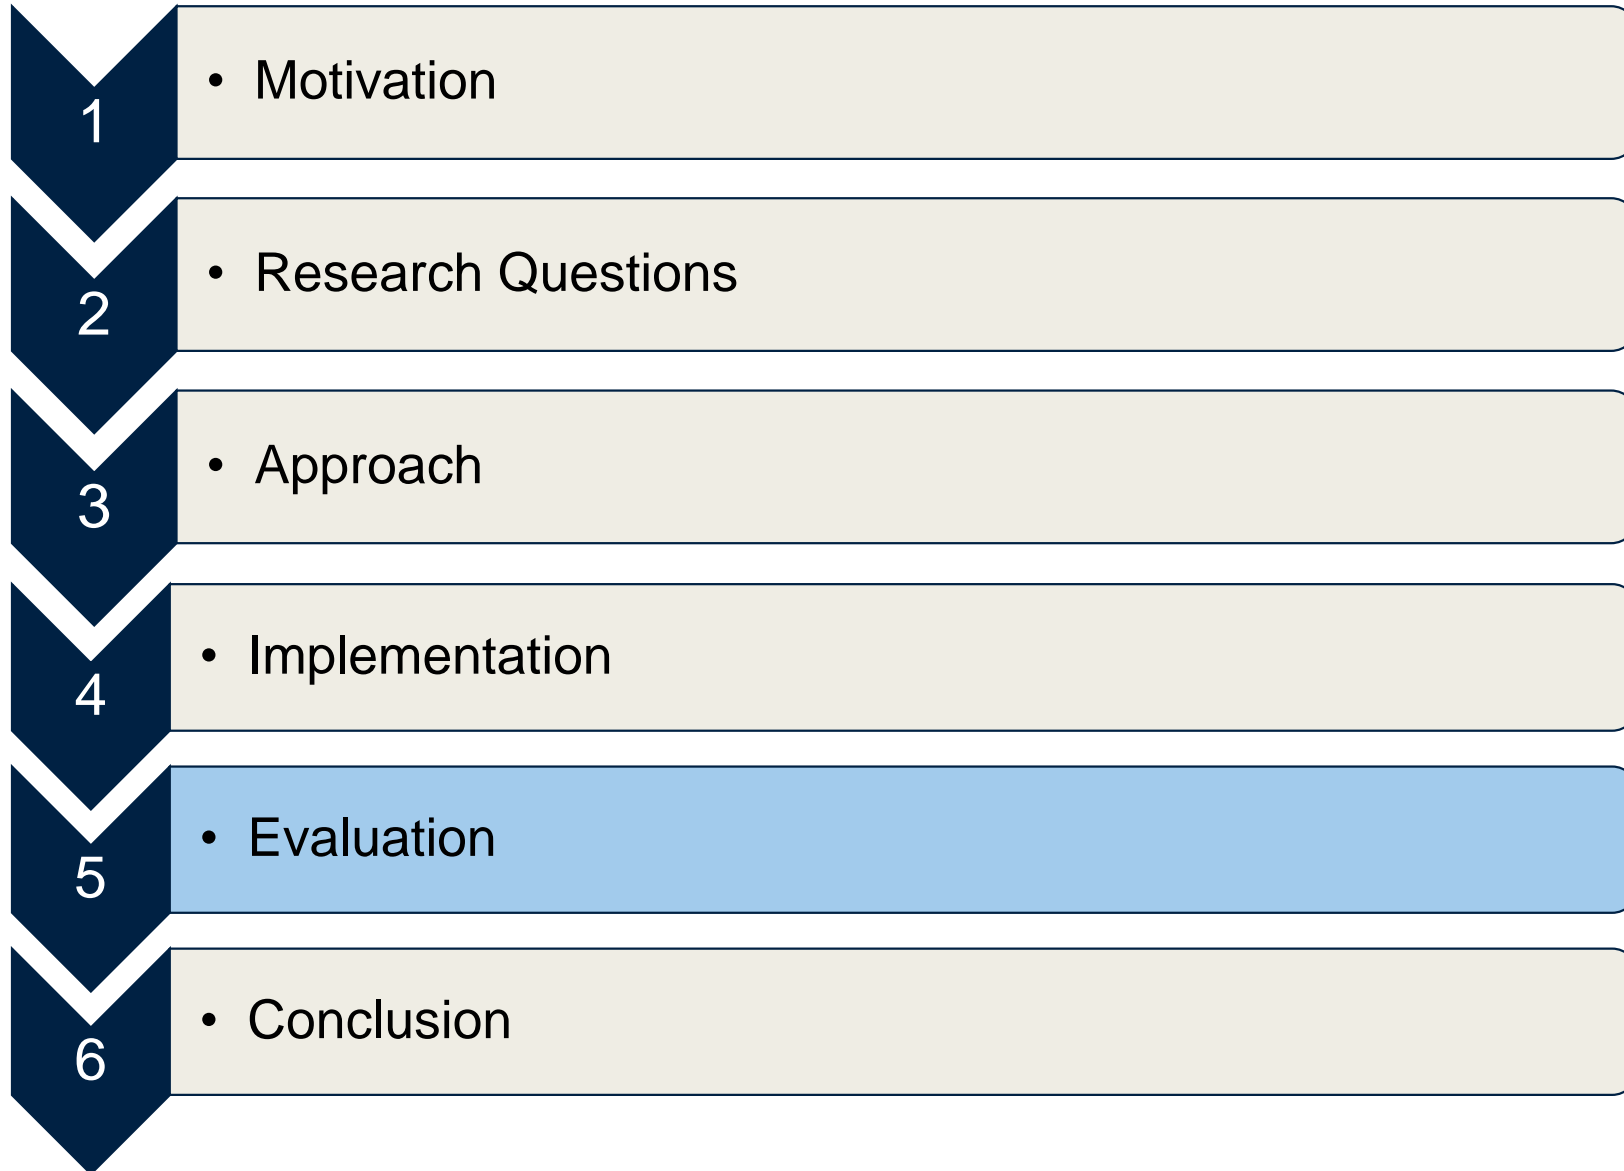 1
• Motivation
2
• Research Questions
3
• Approach
4
• Implementation
5
• Evaluation
6
• Conclusion